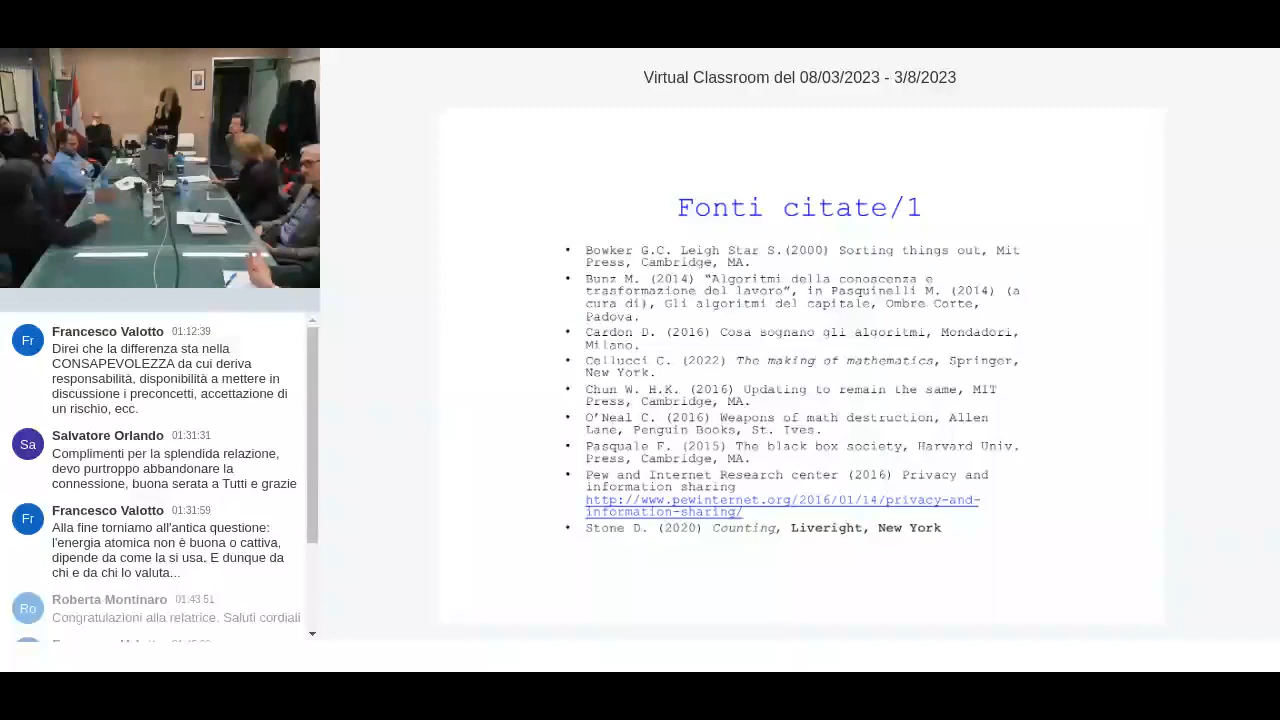 Virtual Classroom del 08/03/2023 - 3/8/2023
Fonti citate/1
• Bowker G.C. Leigh Star S.(2000) Sorting things out, Mit
Press, Cambridge, MA.
• Bunz M. (2014) “Algoritmi della conoscenza e
trasformazione del lavoro”, in Pasquinelli M. (2014) (a
cura di), Gli algoritmi del capitale, Ombre Corte,
Padova.
• Cardon D. (2016) Cosa sognano gli algoritmi, Mondadori,
Milano.
• Cellucci C. (2022) The making of mathematics, Springer,
New York.
• Chun W. H.K. (2016) Updating to remain the same, MIT
Press, Cambridge, MA.
• O’Neal C. (2016) Weapons of math destruction, Allen
Lane, Penguin Books, St. Ives.
• Pasquale F. (2015) The black box society, Harvard Univ.
Press, Cambridge, MA.
• Pew and Internet Research center (2016) Privacy and
information sharing
http://www.pewinternet.org/2016/01/14/privacy-and-
information-sharing/
• Stone D. (2020) Counting, Liveright, New York
Fr
Francesco Valotto 01:12:39
Direi che la differenza sta nella
CONSAPEVOLEZZA da cui deriva
responsabilità, disponibilità a mettere in
discussione i preconcetti, accettazione di
un rischio, ecc.
Sa
Salvatore Orlando 01:31:31
Complimenti per la splendida relazione,
devo purtroppo abbandonare la
connessione, buona serata a Tutti e grazie
Fr
Francesco Valotto 01:31:59
Alla fine torniamo all'antica questione:
l'energia atomica non è buona o cattiva,
dipende da come la si usa, E dunque da
chi e da chi lo valuta...
Ro
Roberta Montinaro 01:43:51
Congratulazioni alla relatrice. Saluti cordiali